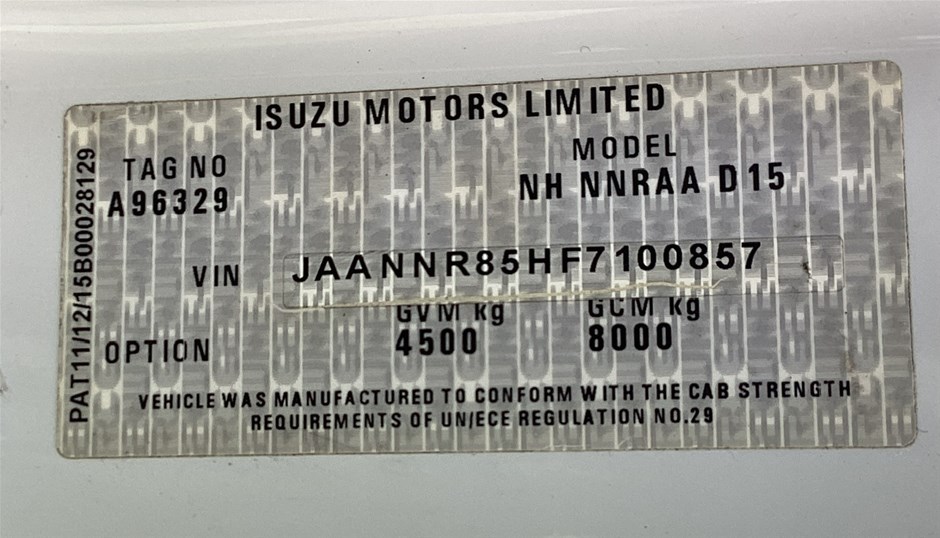 ISUZU MOTORS LIMITED
PAT11/12/15B00028129
TAG NO
A96329
MODEL
NH NNRAA D15
VIN
JAANNR85HF7100857
GVM kg
GCM kg
OPTION
4500
8000
VEHICLE WAS MANUFACTURED TO CONFORM WITH THE CAB STRENGTH
REQUIREMENTS OF UN/ECE REGULATION NO.29